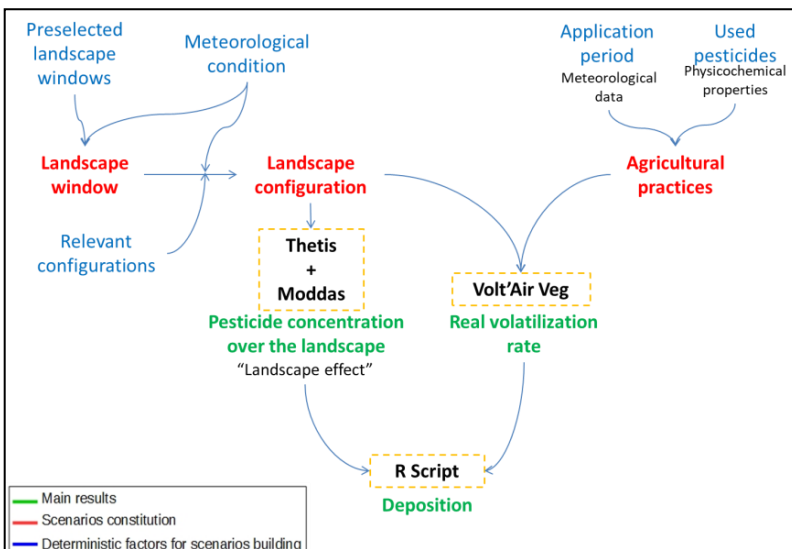 Preselected
landscape
windows
Meteorological
condition
Application
period
Meteorological
data
Used
pesticides
Physicochemical
properties
Landscape
window
Landscape
configuration
Agricultural
practices
Relevant
configurations
Thetis
+
Moddas
Volt'Air Veg
Pesticide concentration
over the landscape
"Landscape effect"
Real volatilization
rate
R Script
Deposition
Main results
Scenarios constitution
Deterministic factors for scenarios building